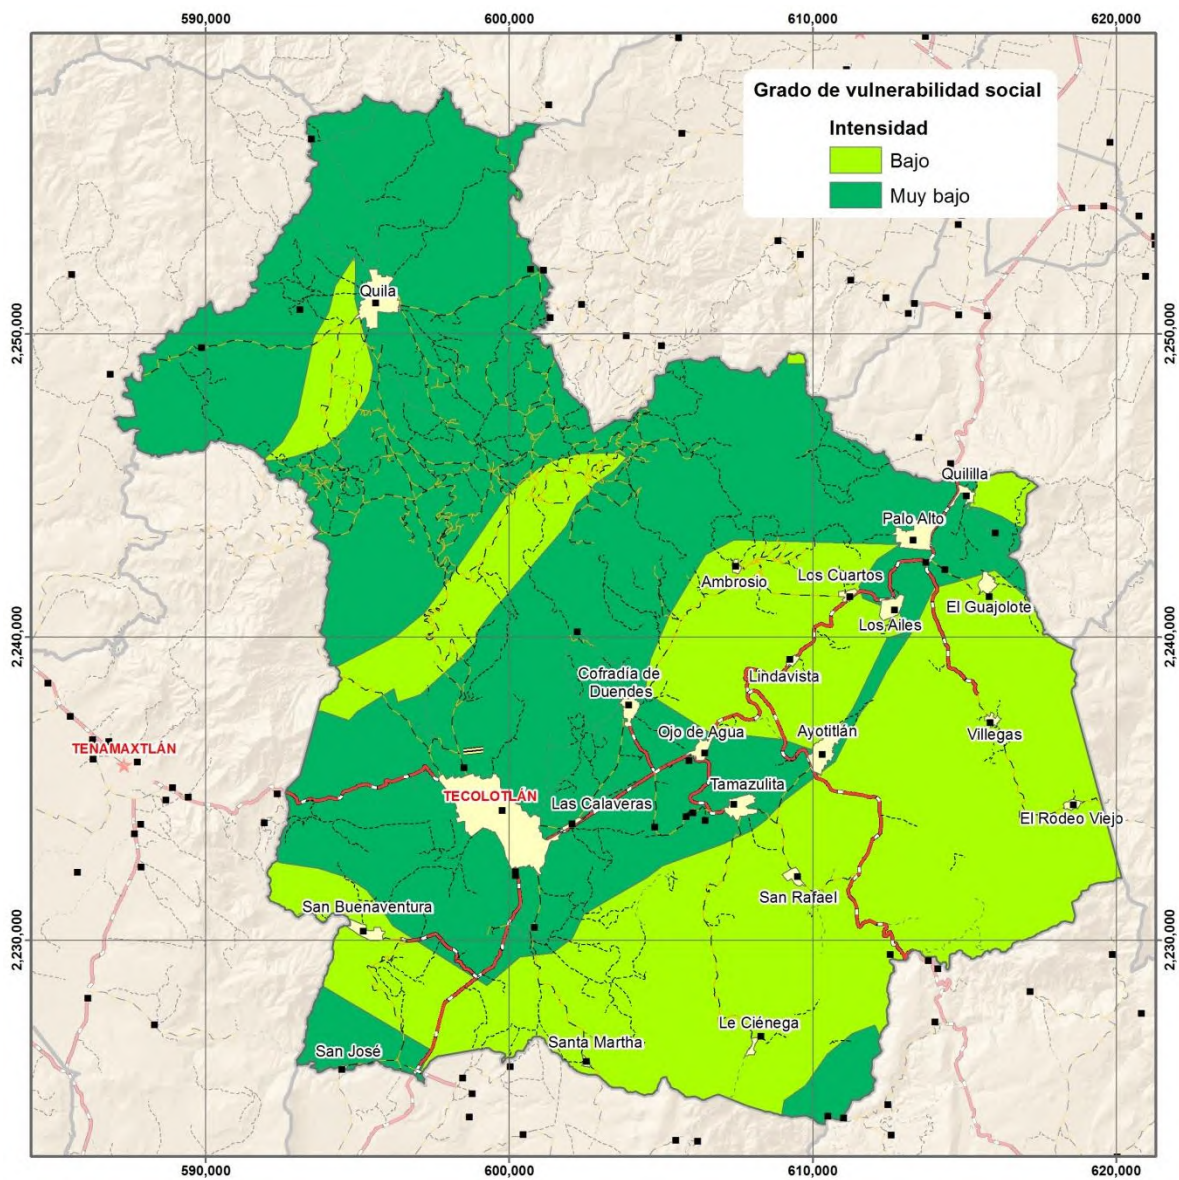 590,000
600,000
610,000
620,000
Grado de vulnerabilidad social
Intensidad
Bajo
Muy bajo
2,250,000
2,250,000
Quila
Quililla
Palo Alto
Ambrosio
Los Cuartos
El Guajolote
Los Ailes
2,240,000
2,240,000
Cofradía de
Duendes
Lindavista
Ojo de Agua
Ayotitlán
Villegas
TENAMAXTLÁN
Tamazulita
TECOLOTLÁN
Las Calaveras
El Rodeo Viejo
San Rafael
San Buenaventura
2,230,000
2,230,000
Le Ciénega
Santa Martha
San José
590,000
600,000
610,000
620,000